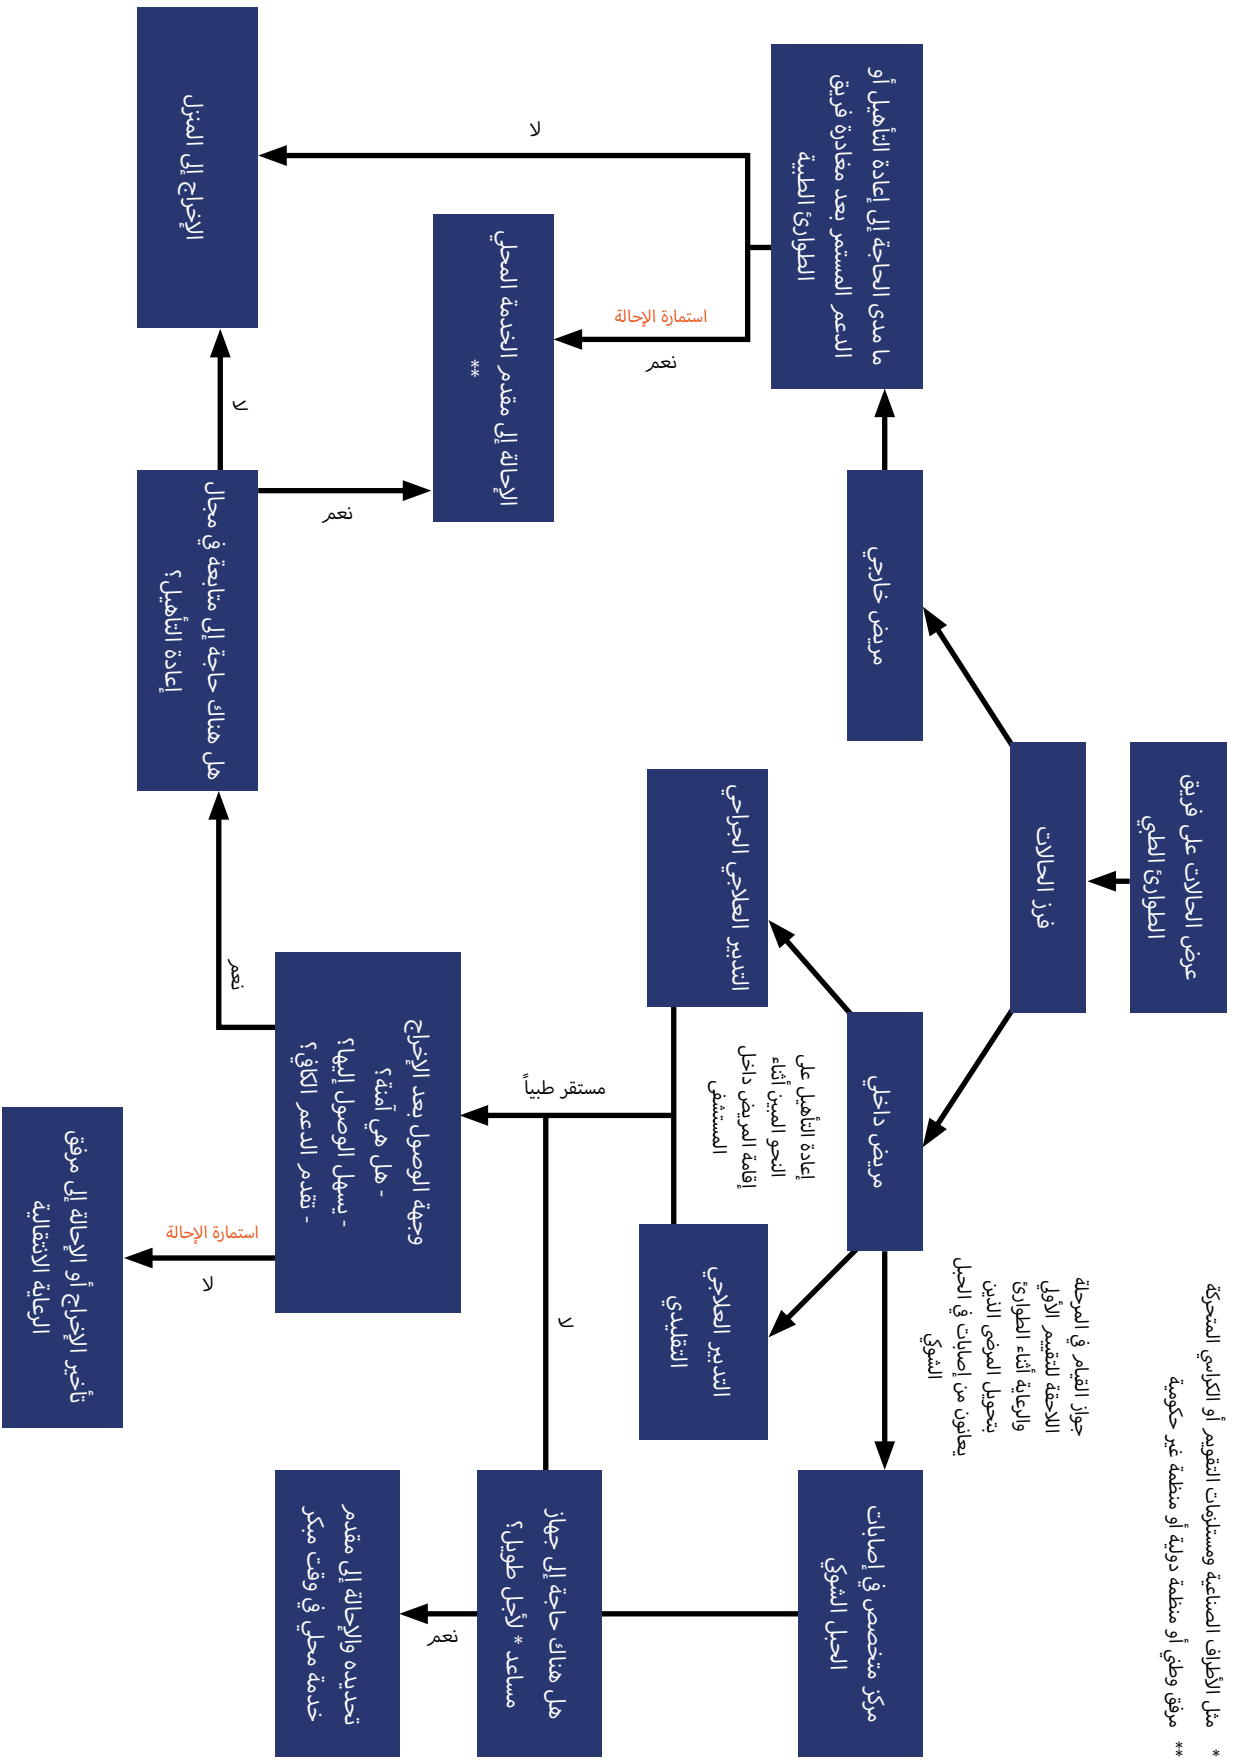 عرض الحالات على فريق
الطوارئ الطبي
فرز الحالات
مريض خارجي
ما مدى الحاجة إلى إعادة التأهيل أو
الدعم المستمر بعد مغادرة فريق
الطوارئ الطبية
لا
استمارة الإحالة
نعم
الإخراج إلى المنزل
الإحالة إلى مقدم الخدمة المحلي
**
مريض داخلي
التدبير العلاجي الجراحي
إعادة التأهيل على
النحو المبين أثناء
إقامة المريض داخل
المستشفى
التدبير العلاجي
التقليدي
جواز القيام في المرحلة
اللاحقة للتقييم الأولي
والرعاية أثناء الطوارئ
بتحويل المرضى الذين
يعانون من إصابات في الحبل
الشوكي
مركز متخصص في إصابات
الحبل الشوكي
هل هناك حاجة إلى جهاز
مساعد * لأجل طويل؟
نعم
تحديده والإحالة إلى مقدم
خدمة محلي في وقت مبكر
لا
مستقر طبياً
وجهة الوصول بعد الإخراج
- هل هي آمنة؟
- يسهل الوصول إليها؟
- تقدم الدعم الكافي؟
استمارة الإحالة
لا
تأخير الإخراج أو الإحالة إلى مرفق
الرعاية الانتقالية
نعم
هل هناك حاجة إلى متابعة في مجال
إعادة التأهيل؟
نعم
لا
* مثل الأطراف الصناعية ومستلزمات التقويم أو الكراسي المتحركة
** مرفق وطني أو منظمة دولية أو منظمة غير حكومية